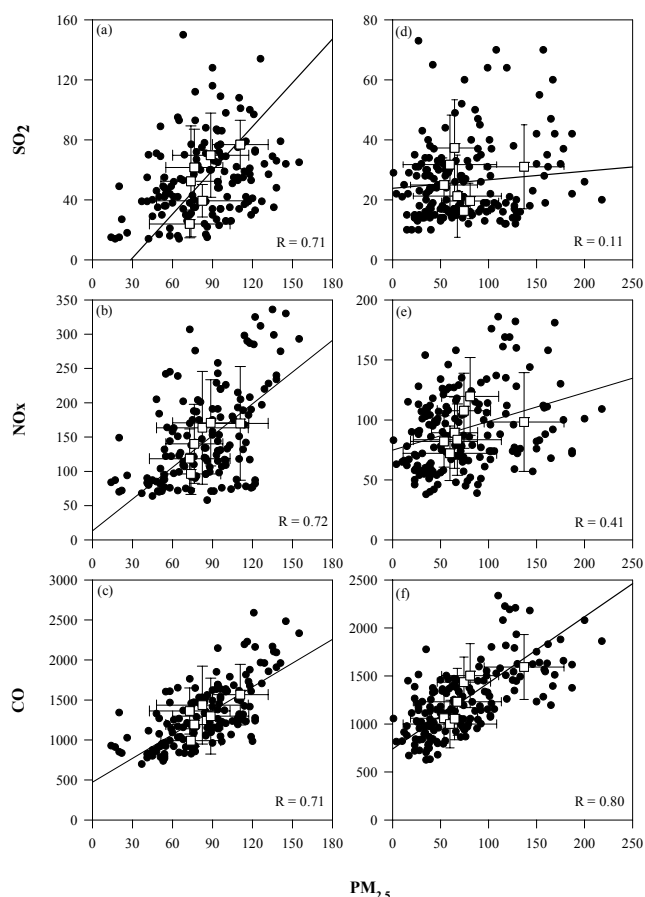 (a)
(d)
160
120
80
40
0
SO2
R = 0.71
0 30 60 90 120 150 180
80
60
40
20
0
R = 0.11
0 50 100 150 200 250
(b)
(e)
350
300
250
200
150
100
50
0
NOx
R = 0.72
0 30 60 90 120 150 180
200
150
100
50
0
R = 0.41
0 50 100 150 200 250
(c)
(f)
3000
2500
2000
1500
1000
500
0
CO
R = 0.71
0 30 60 90 120 150 180
2500
2000
1500
1000
500
0
R = 0.80
0 50 100 150 200 250
PM2.5